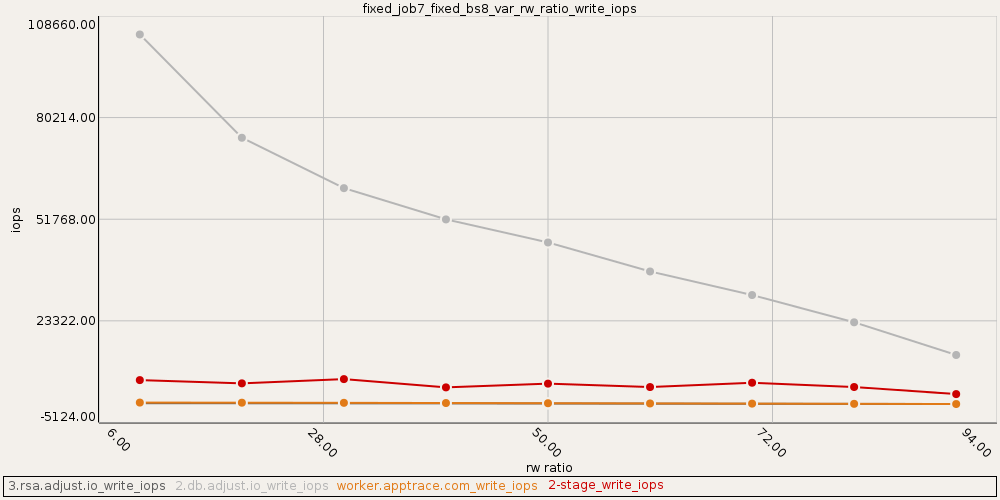 fixed_job7_fixed_bs8_var_rw_ratio_write_iops
108660.00
80214.00
51768.00
23322.00
-5124.00
iops
6.00 28.00 50.00 72.00 94.00
rw ratio
3.rsa.adjust.io_write_iops 2.db.adjust.io_write_iops worker.apptrace.com_write_iops 2-stage_write_iops